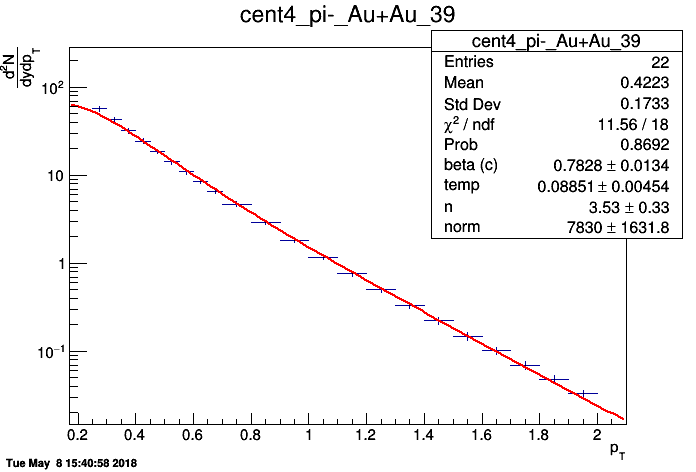 cent4_pi-_Au+Au_39
cent4_pi-_Au+Au_39
Entries 22
Mean 0.4223
Std Dev 0.1733
χ² / ndf 11.56 / 18
Prob 0.8692
beta (c) 0.7828 ± 0.0134
temp 0.08851 ± 0.00454
n 3.53 ± 0.33
norm 7830 ± 1631.8
d²N
dydp_T
10²
10
1
10⁻¹
0.2 0.4 0.6 0.8 1 1.2 1.4 1.6 1.8 2
p_T
Tue May 8 15:40:58 2018